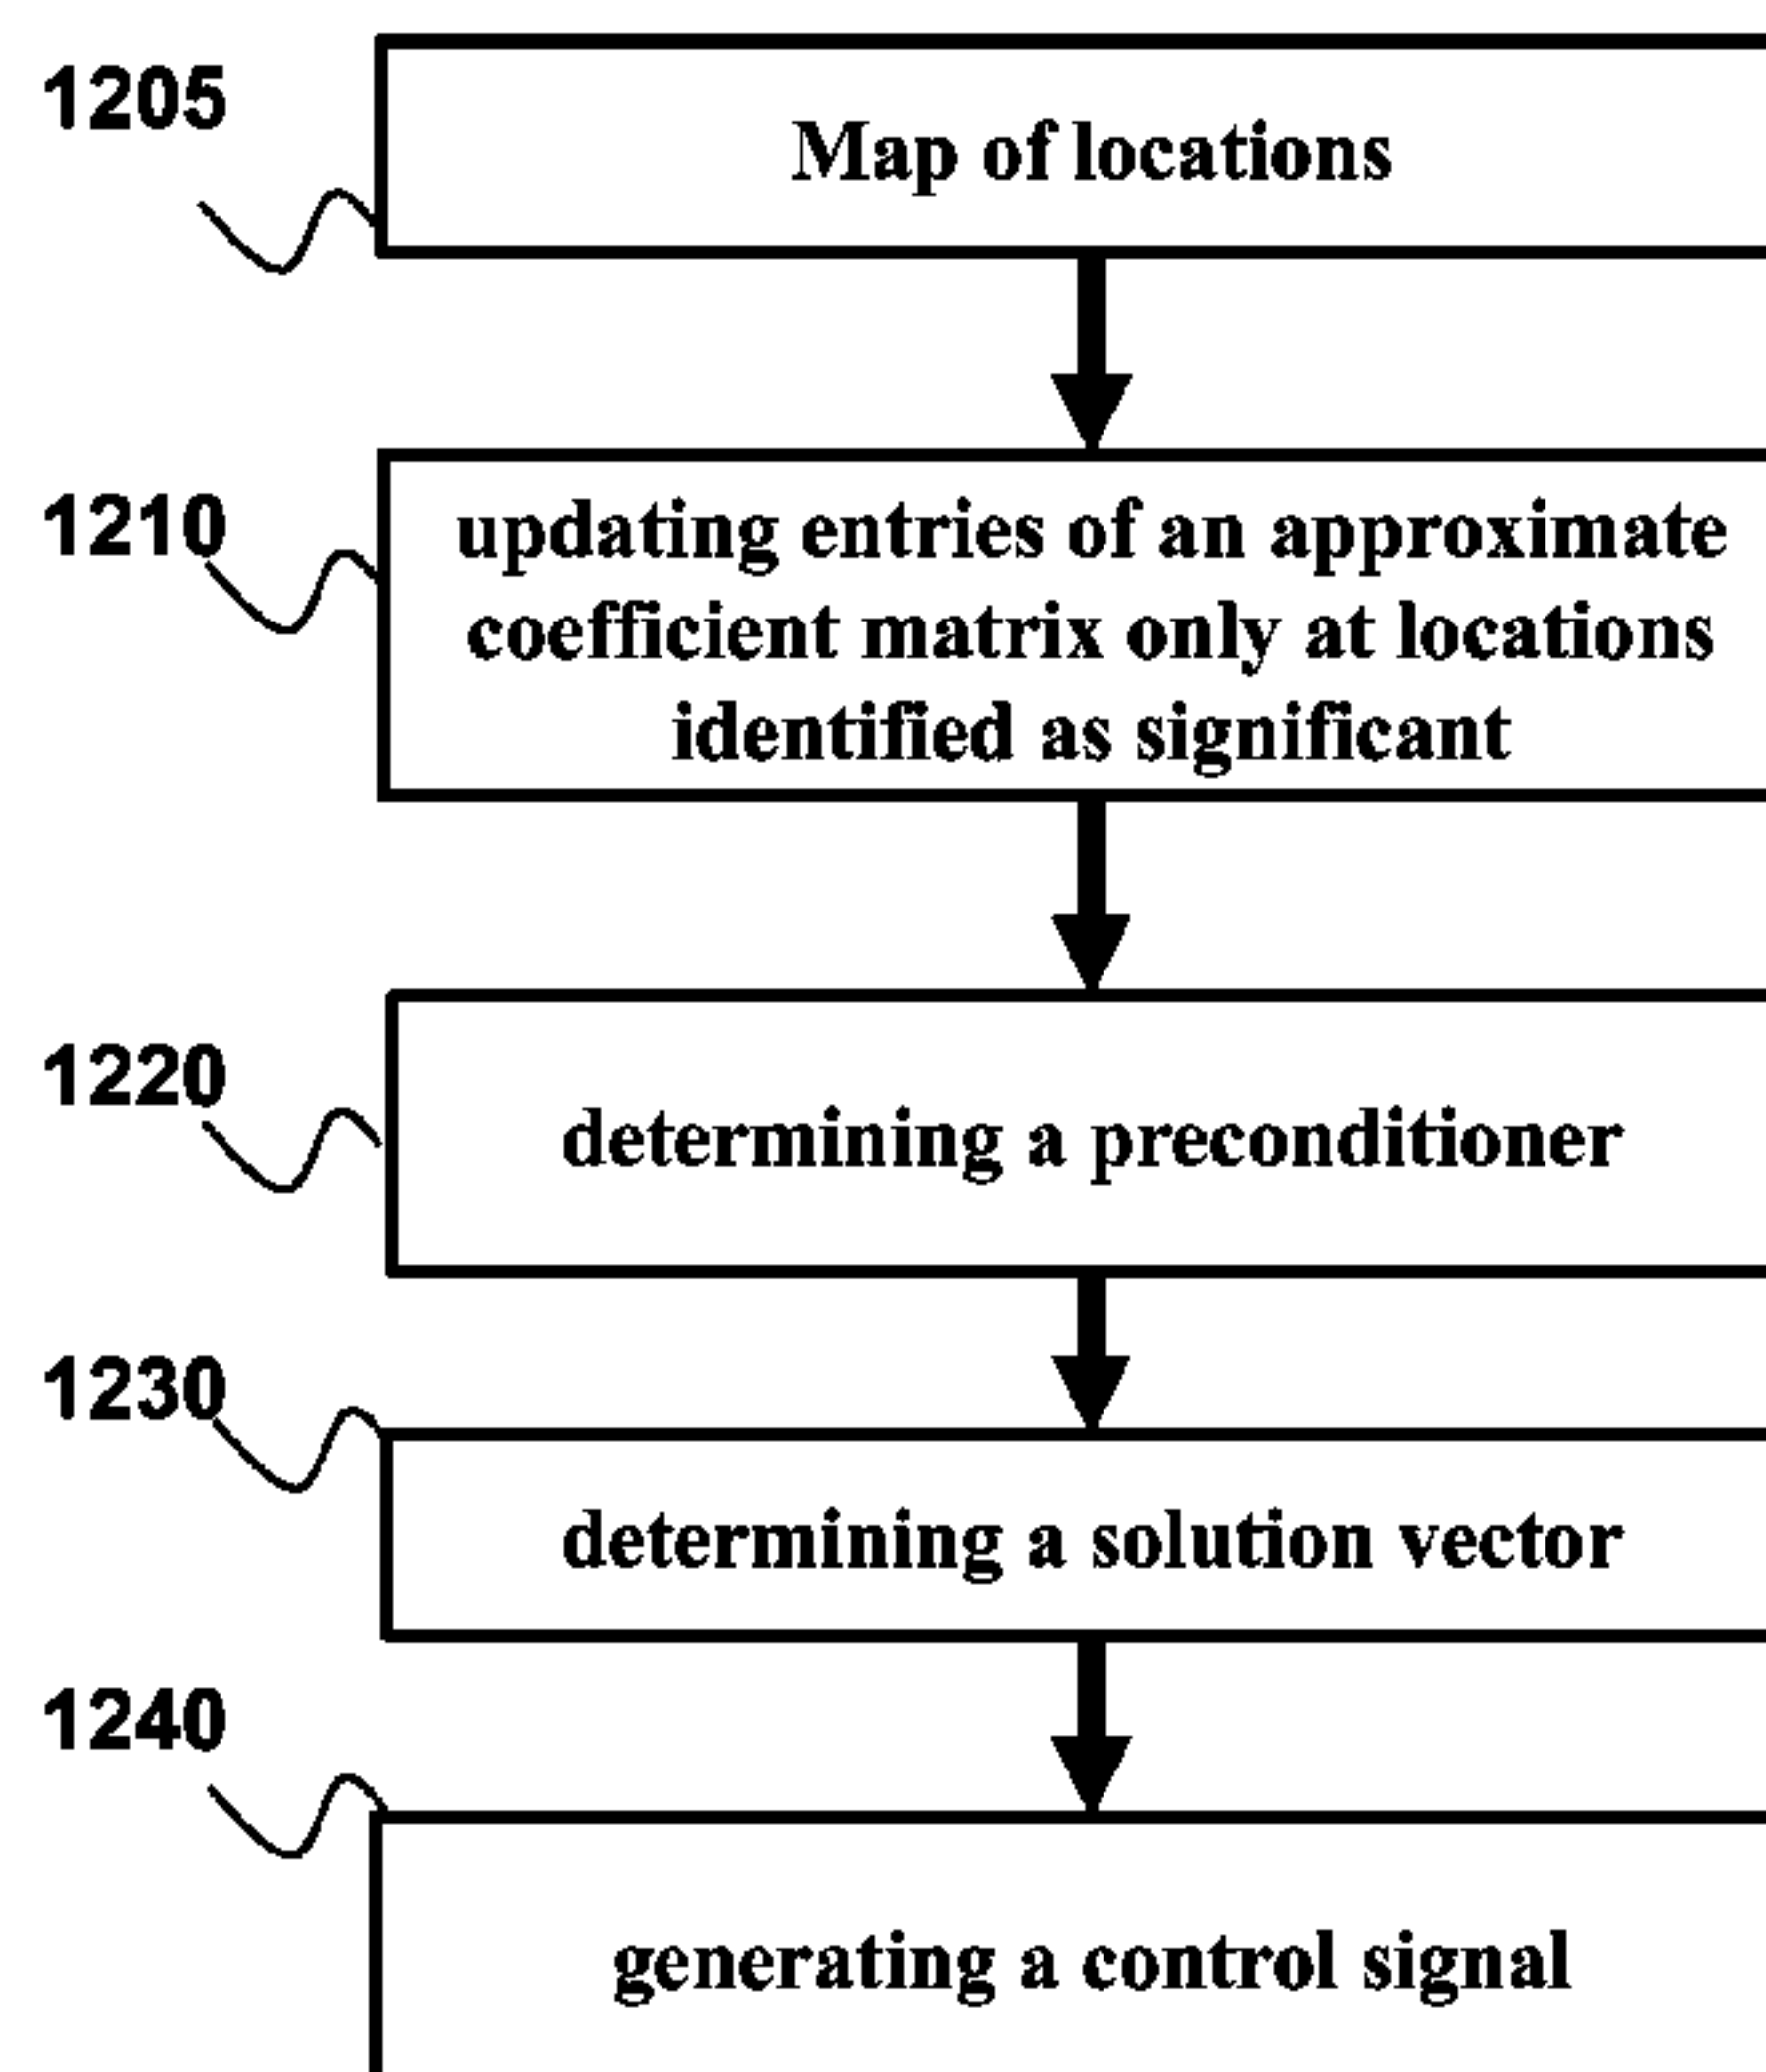 1205
Map of locations
1210
updating entries of an approximate
coefficient matrix only at locations
identified as significant
1220
determining a preconditioner
1230
determining a solution vector
1240
generating a control signal